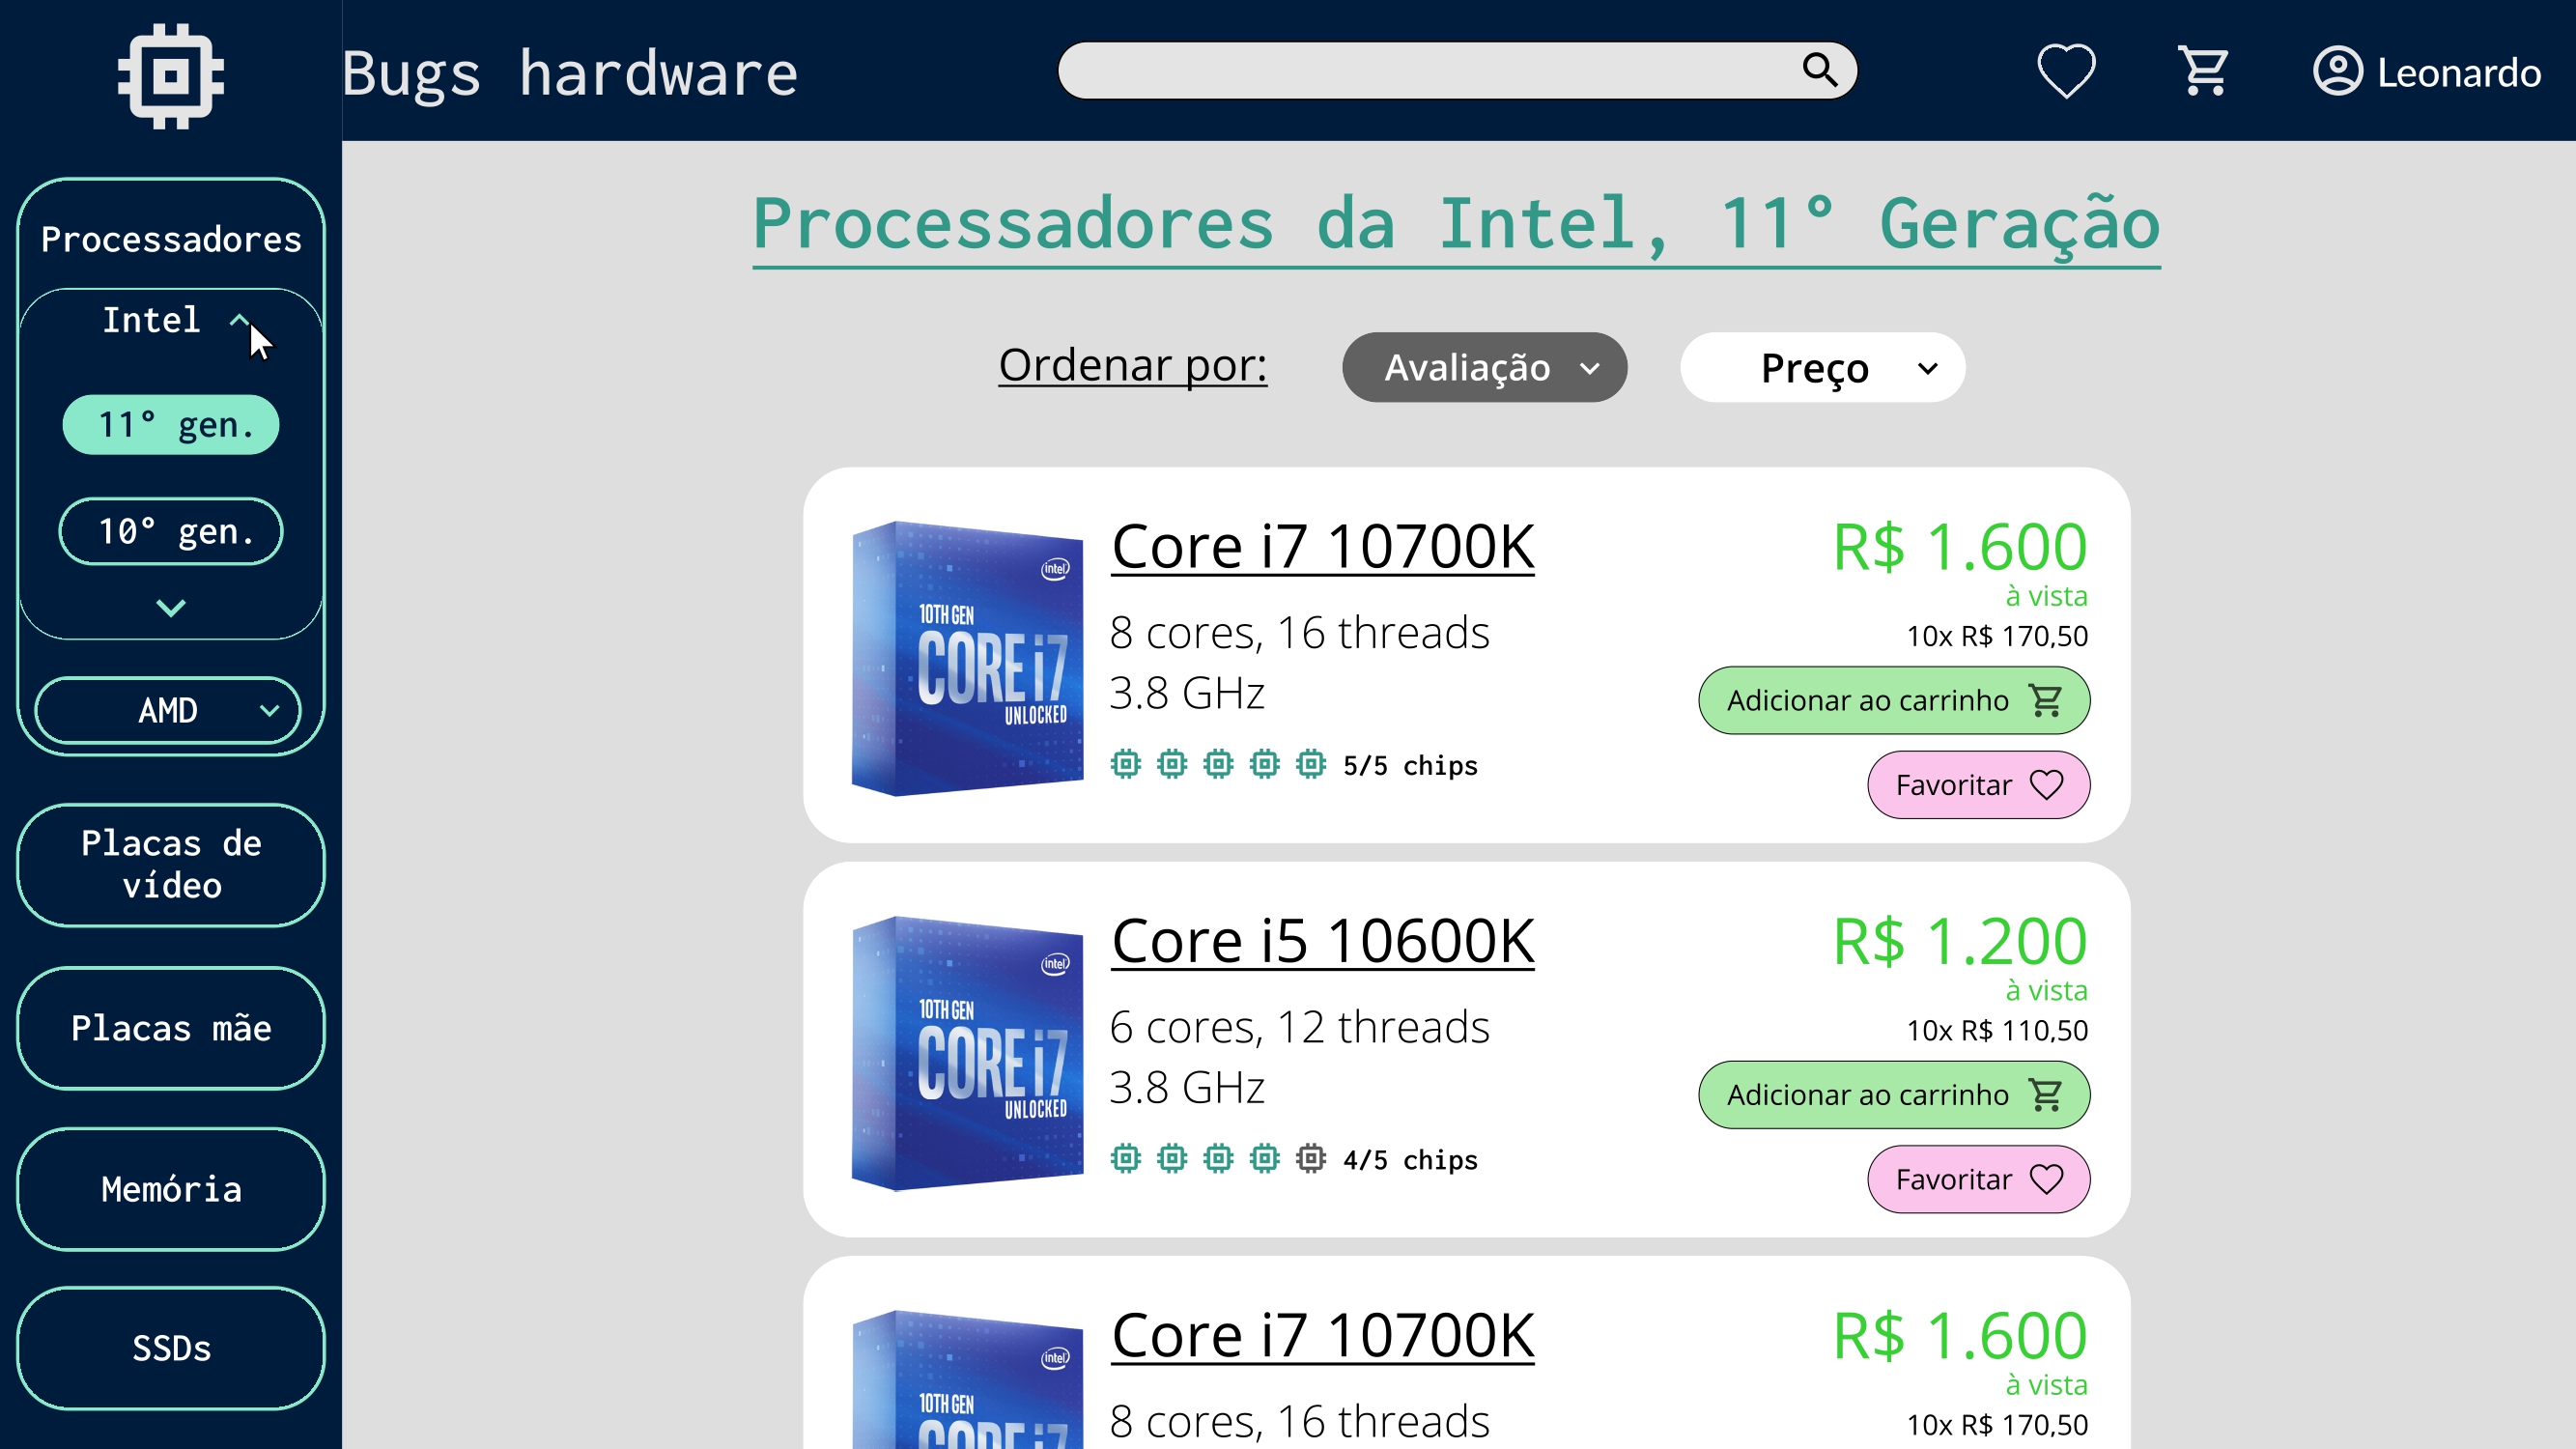 Bugs hardware
Leonardo
Processadores
Intel
11° gen.
10° gen.
AMD
Placas de
vídeo
Placas mãe
Memória
SSDs
Processadores da Intel, 11° Geração
Ordenar por:
Avaliação
Preço
intel
10TH GEN
CORE i7
UNLOCKED
Core i7 10700K
8 cores, 16 threads
3.8 GHz
5/5 chips
R$ 1.600
à vista
10x R$ 170,50
Adicionar ao carrinho
Favoritar
intel
10TH GEN
CORE i7
UNLOCKED
Core i5 10600K
6 cores, 12 threads
3.8 GHz
4/5 chips
R$ 1.200
à vista
10x R$ 110,50
Adicionar ao carrinho
Favoritar
intel
10TH GEN
CORE i7
Core i7 10700K
8 cores, 16 threads
R$ 1.600
à vista
10x R$ 170,50